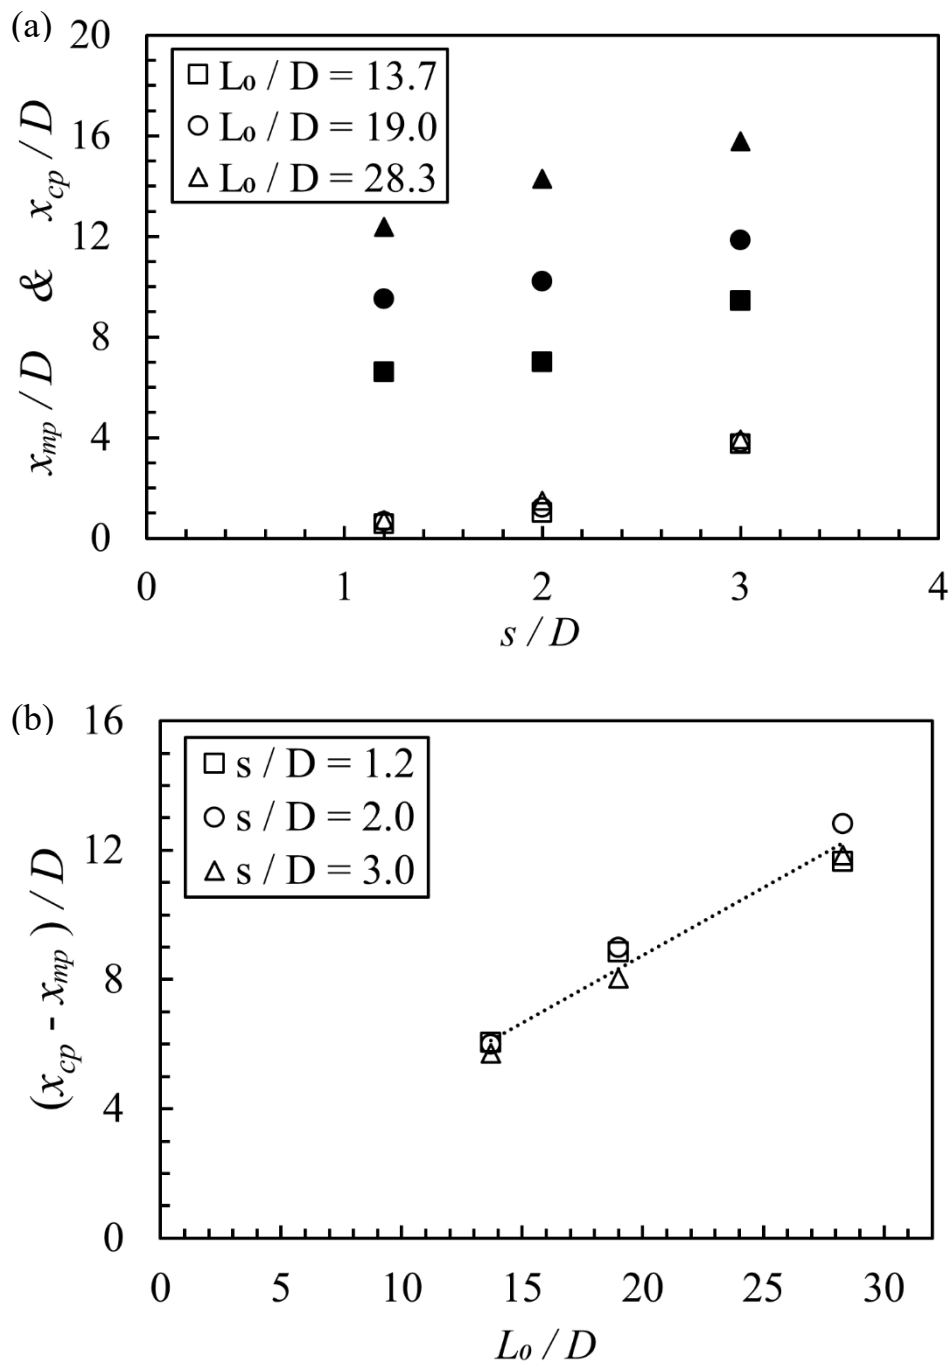 (a)
20
16
12
8
4
0
x_mp / D & x_cp / D
L₀ / D = 13.7
L₀ / D = 19.0
L₀ / D = 28.3
0 1 2 3 4
s / D
(b)
16
12
8
4
0
(x_cp - x_mp) / D
s / D = 1.2
s / D = 2.0
s / D = 3.0
0 5 10 15 20 25 30
L₀ / D